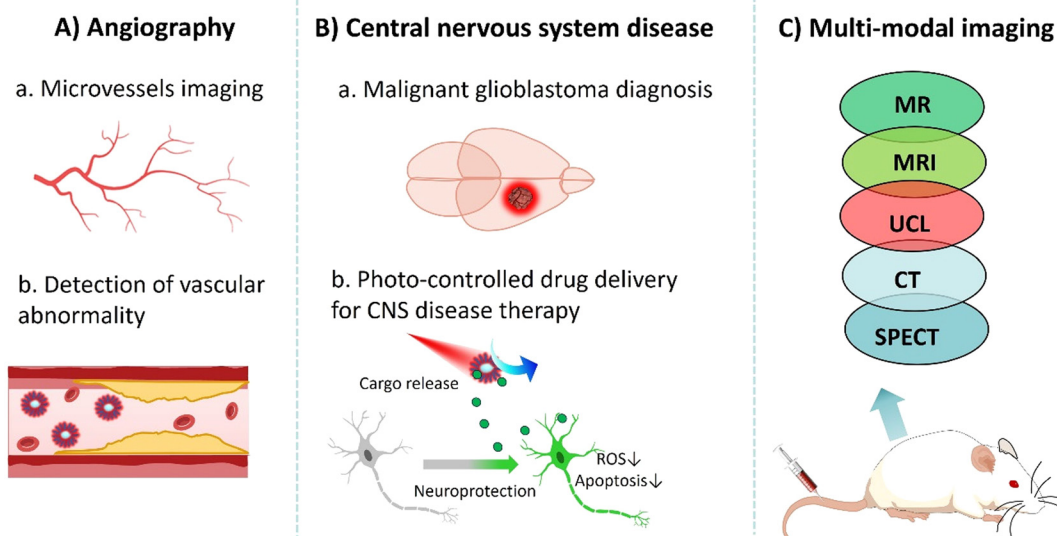 A) Angiography
a. Microvessels imaging
b. Detection of vascular
abnormality
B) Central nervous system disease
a. Malignant glioblastoma diagnosis
b. Photo-controlled drug delivery
for CNS disease therapy
Cargo release
Neuroprotection
ROS↓
Apoptosis↓
C) Multi-modal imaging
MR
MRI
UCL
CT
SPECT